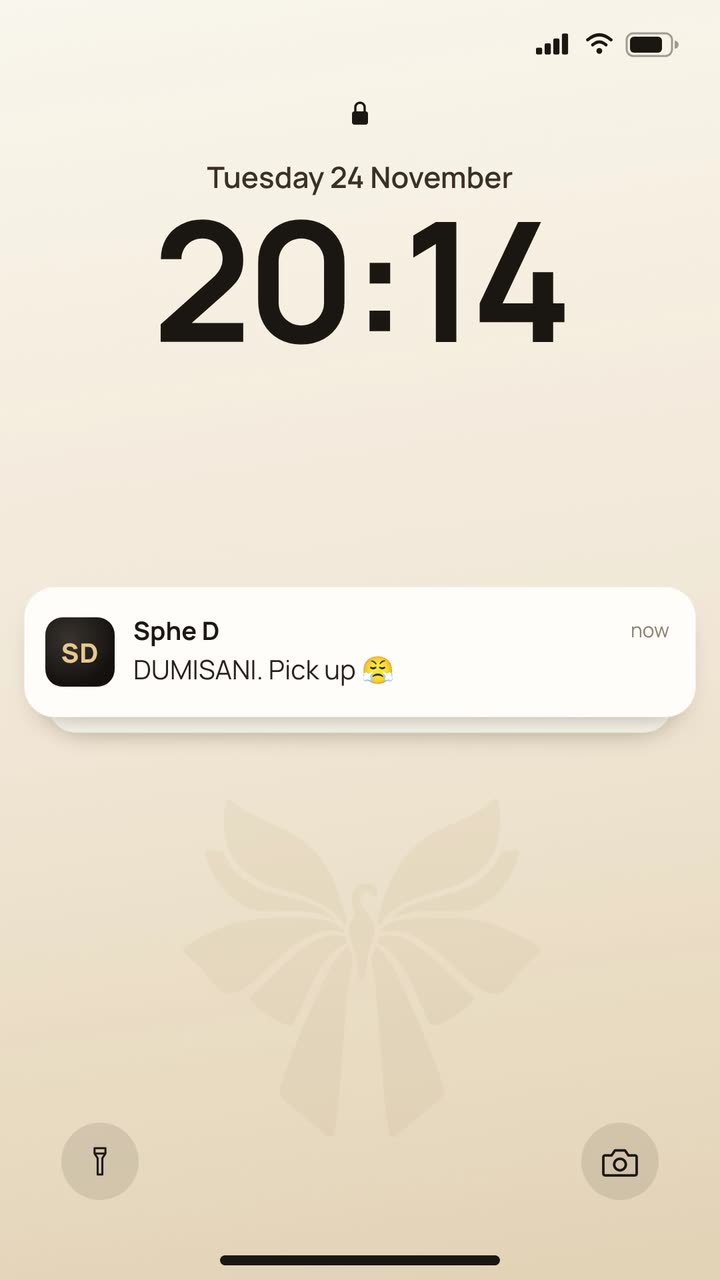 Tuesday 24 November
20:14
Sphe D
now
SD
DUMISANI. Pick up 😤